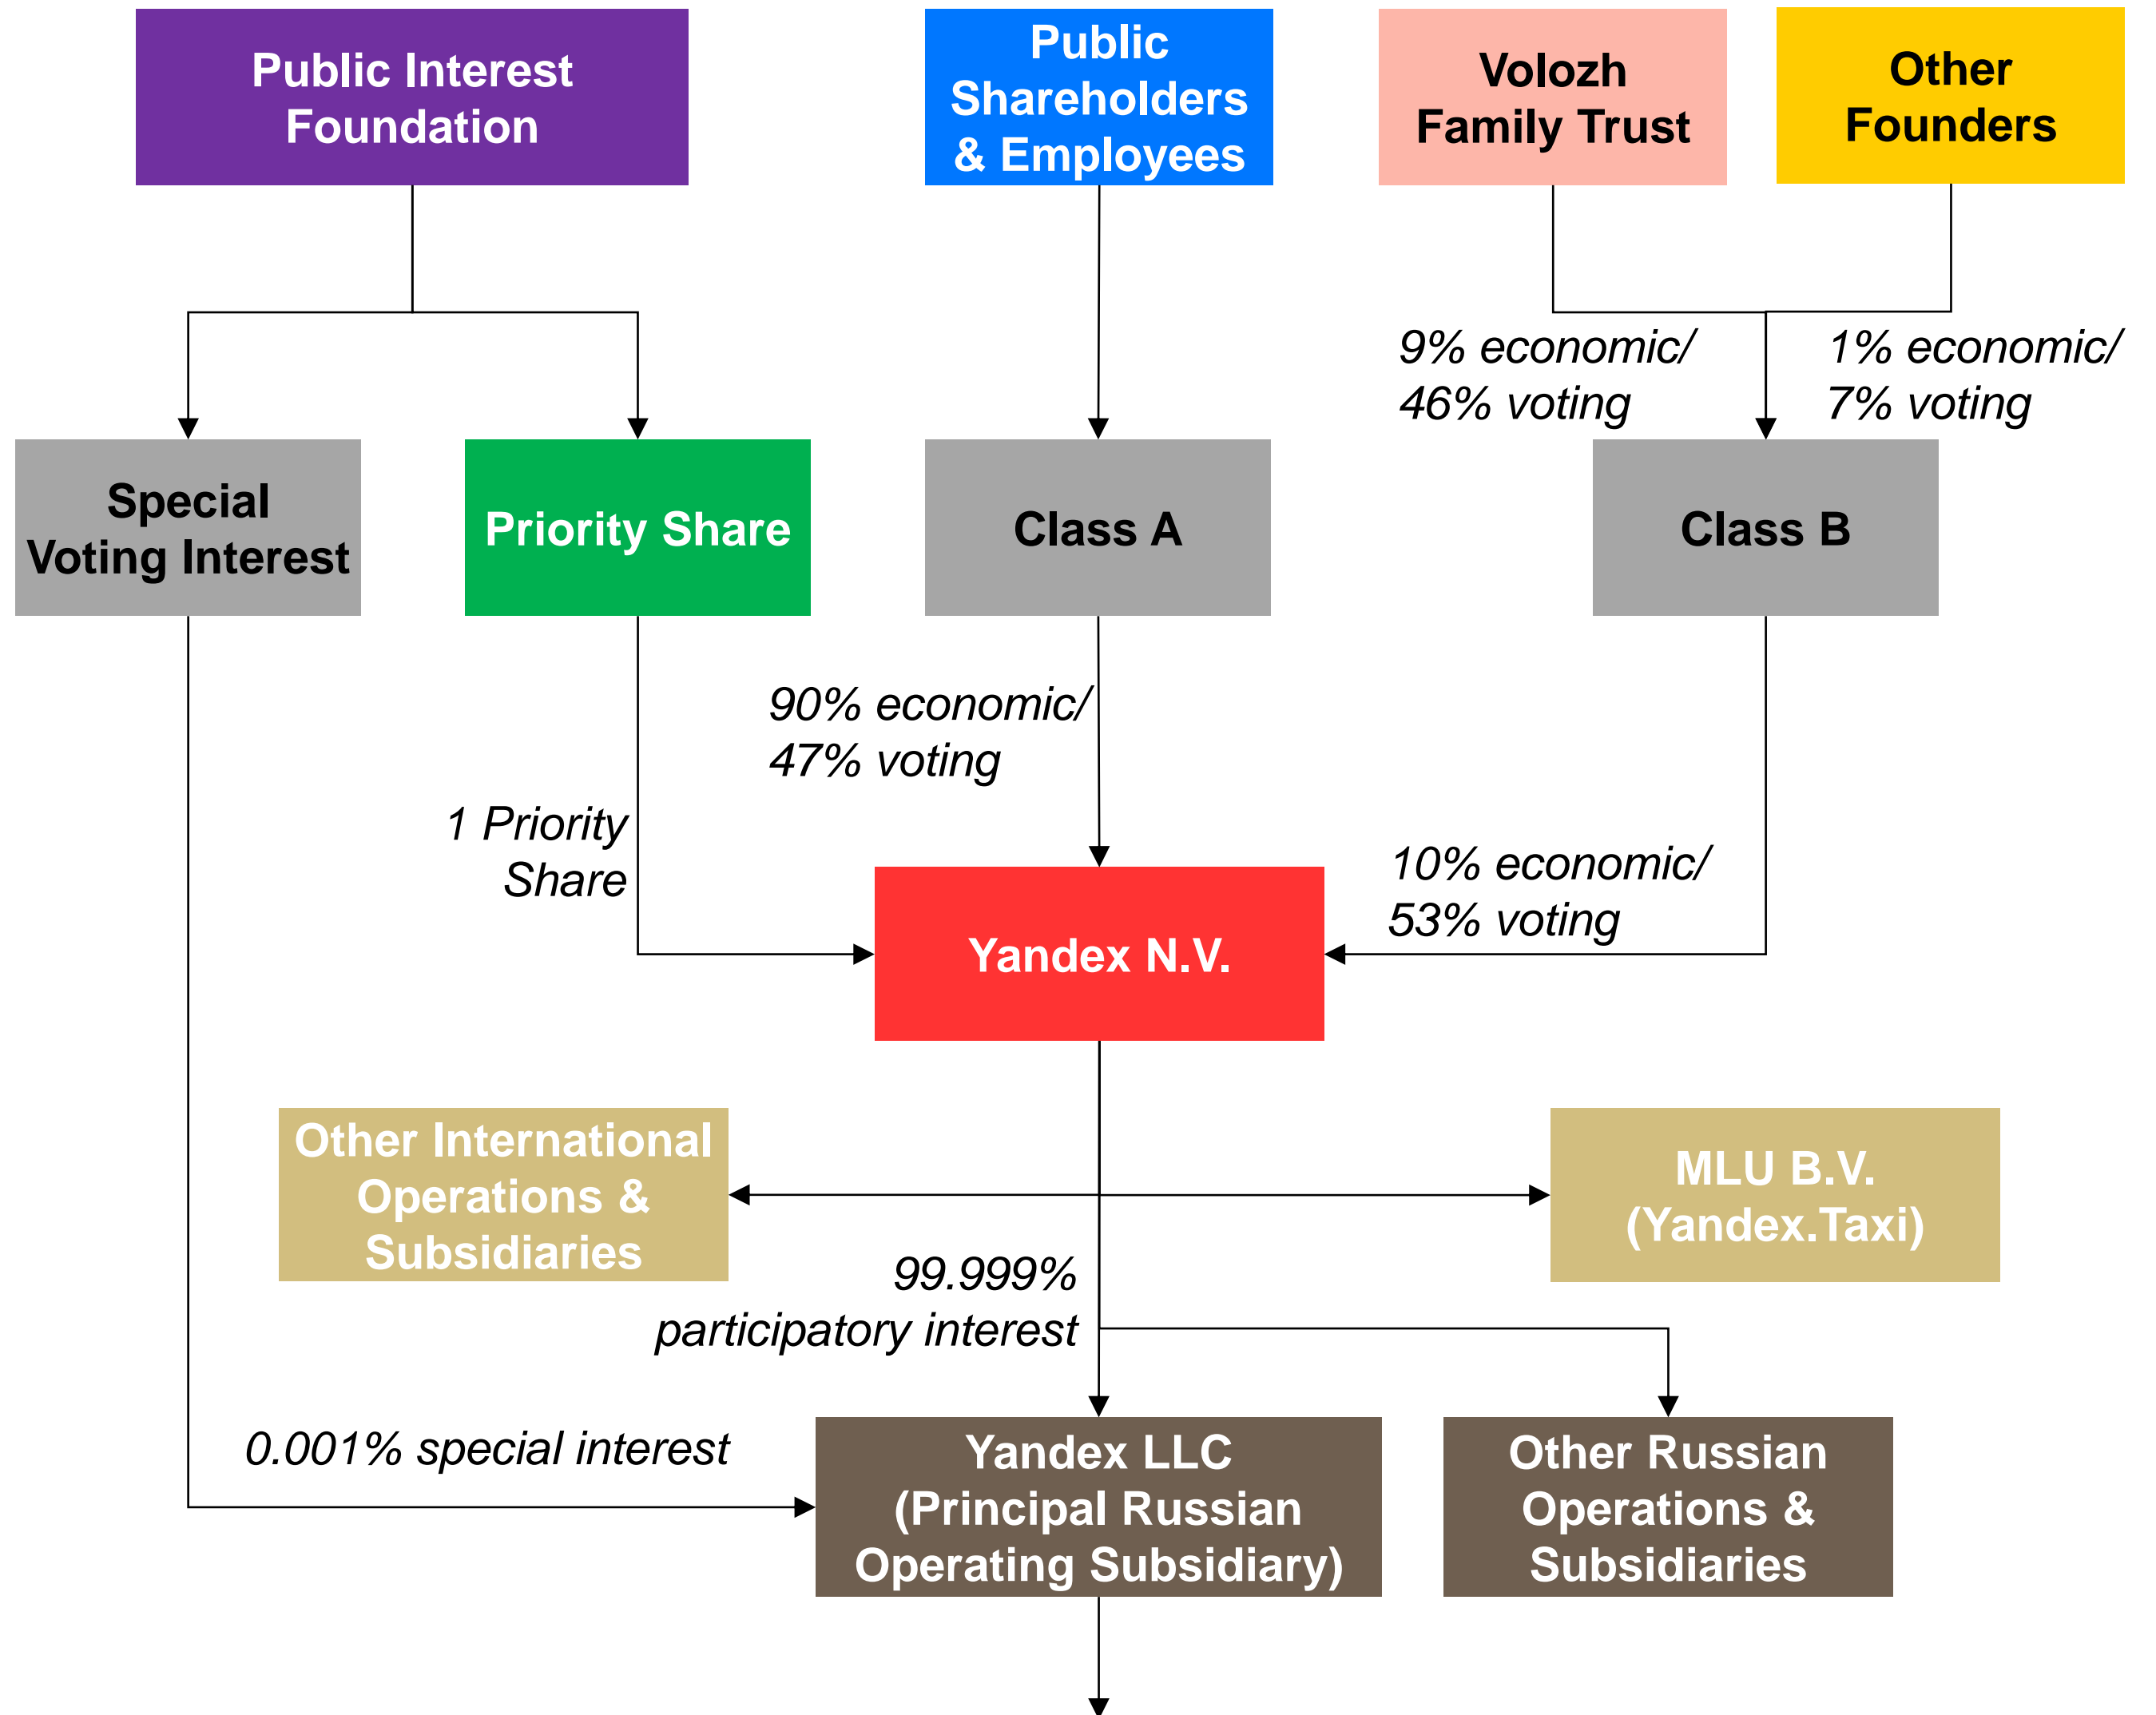 Public Interest
Foundation
Public
Shareholders
& Employees
Volozh
Family Trust
Other
Founders
9% economic/
46% voting
1% economic/
7% voting
Special
Voting Interest
Priority Share
Class A
Class B
90% economic/
47% voting
1 Priority
Share
10% economic/
53% voting
Yandex N.V.
Other International
Operations &
Subsidiaries
MLU B.V.
(Yandex.Taxi)
99.999%
participatory interest
0.001% special interest
Yandex LLC
(Principal Russian
Operating Subsidiary)
Other Russian
Operations &
Subsidiaries